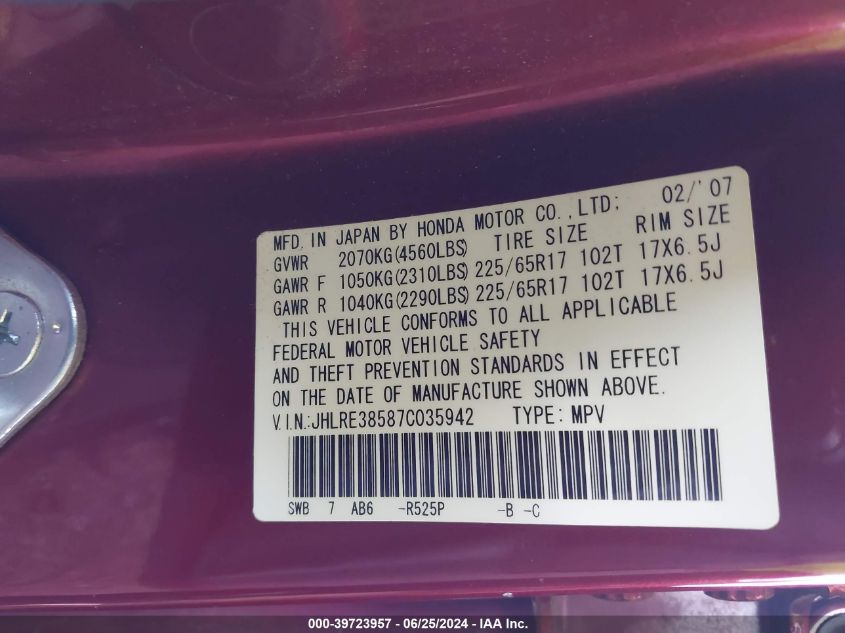 MFD. IN JAPAN BY HONDA MOTOR CO.,LTD; 02/'07
GVWR 2070KG(4560LBS) TIRE SIZE RIM SIZE
GAWR F 1050KG(2310LBS) 225/65R17 102T 17X6.5J
GAWR R 1040KG(2290LBS) 225/65R17 102T 17X6.5J
THIS VEHICLE CONFORMS TO ALL APPLICABLE
FEDERAL MOTOR VEHICLE SAFETY
AND THEFT PREVENTION STANDARDS IN EFFECT
ON THE DATE OF MANUFACTURE SHOWN ABOVE.
V.I.N.:JHLRE38587C035942 TYPE: MPV
SWB 7 AB6 -R525P -B -C
000-39723957 - 06/25/2024 - IAA Inc.